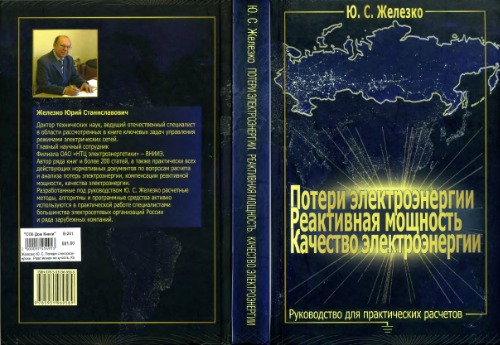 Железко Юрий Станиславович
Доктор технических наук, ведущий отечественный специалист
в области рассмотренных в книге ключевых задач управления
режимами электрических сетей.
Главный научный сотрудник
Филиала ОАО «НТЦ электроэнергетики» – ВНИИЭ.
Автор ряда книг и более 200 статей, а также практически всех
действующих нормативных документов по вопросам расчета
и анализа потерь электроэнергии, компенсации реактивной
мощности, качества электроэнергии.
Разработанные под руководством Ю. С. Железко расчетные
методы, алгоритмы и программные средства активно
используются в практической работе специалистами
большинства электросетевых организаций России
и ряда зарубежных компаний.
Ю. С. Железко ПОТЕРИ ЭЛЕКТРОЭНЕРГИИ. РЕАКТИВНАЯ МОЩНОСТЬ. КАЧЕСТВО ЭЛЕКТРОЭНЕРГИИ
Ю. С. Железко
Потери электроэнергии
Реактивная мощность
Качество электроэнергии
Руководство для практических расчетов